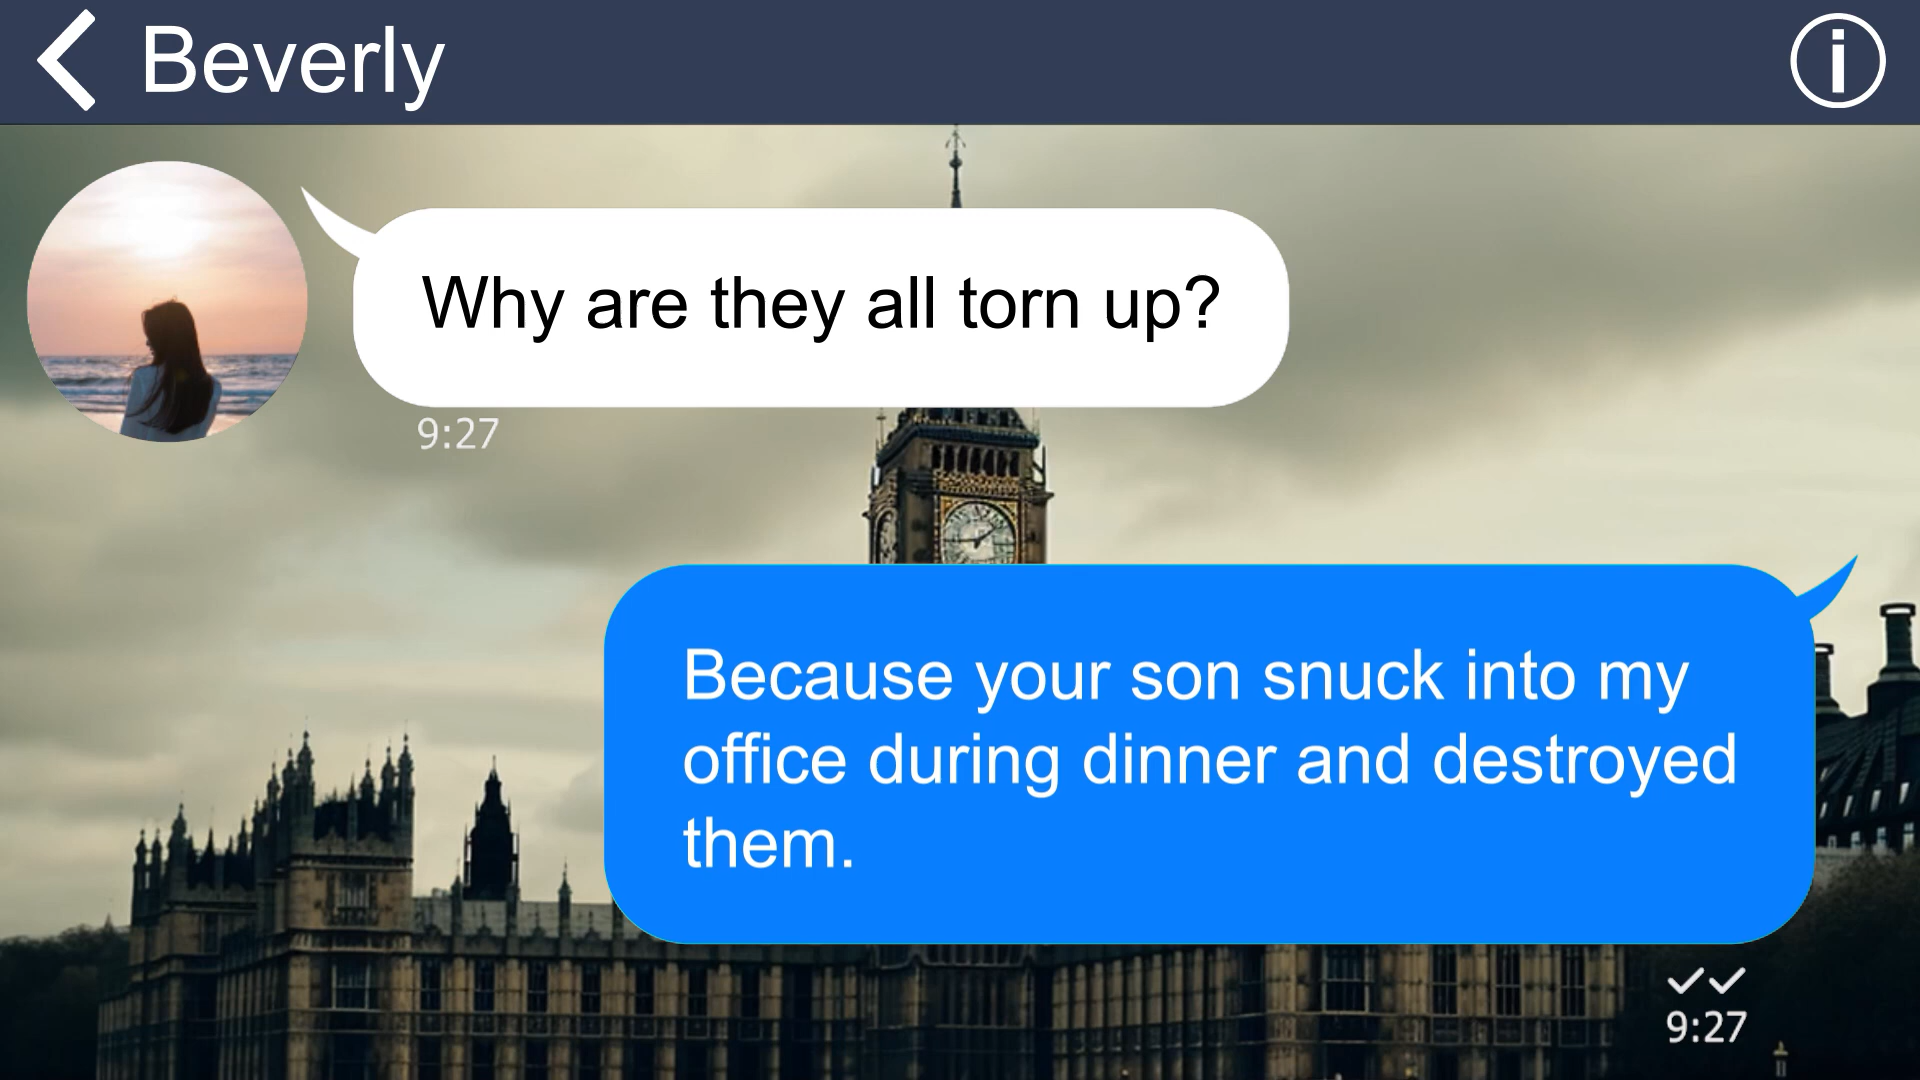 Beverly
Why are they all torn up?
9:27
Because your son snuck into my
office during dinner and destroyed
them.
9:27